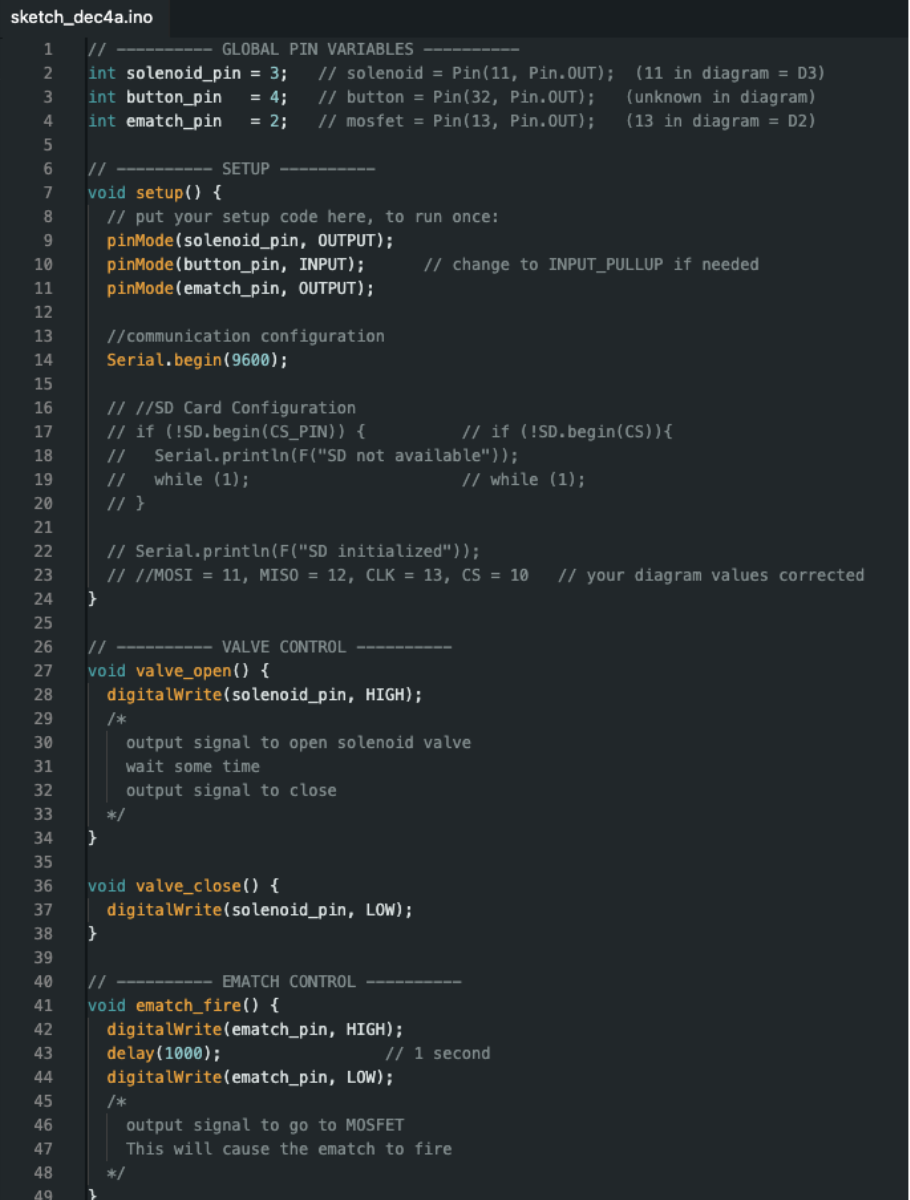 sketch_dec4a.ino
1 // ---------- GLOBAL PIN VARIABLES ----------
2 int solenoid_pin = 3;   // solenoid = Pin(11, Pin.OUT);  (11 in diagram = D3)
3 int button_pin   = 4;   // button = Pin(32, Pin.OUT);   (unknown in diagram)
4 int ematch_pin   = 2;   // mosfet = Pin(13, Pin.OUT);   (13 in diagram = D2)
5
6 // ---------- SETUP ----------
7 void setup() {
8   // put your setup code here, to run once:
9   pinMode(solenoid_pin, OUTPUT);
10   pinMode(button_pin, INPUT);      // change to INPUT_PULLUP if needed
11   pinMode(ematch_pin, OUTPUT);
12
13   //communication configuration
14   Serial.begin(9600);
15
16   // //SD Card Configuration
17   // if (!SD.begin(CS_PIN)) {          // if (!SD.begin(CS)){
18   //   Serial.println(F("SD not available"));
19   //   while (1);                      // while (1);
20   // }
21
22   // Serial.println(F("SD initialized"));
23   // //MOSI = 11, MISO = 12, CLK = 13, CS = 10   // your diagram values corrected
24 }
25
26 // ---------- VALVE CONTROL ----------
27 void valve_open() {
28   digitalWrite(solenoid_pin, HIGH);
29   /*
30     output signal to open solenoid valve
31     wait some time
32     output signal to close
33   */
34 }
35
36 void valve_close() {
37   digitalWrite(solenoid_pin, LOW);
38 }
39
40 // ---------- EMATCH CONTROL ----------
41 void ematch_fire() {
42   digitalWrite(ematch_pin, HIGH);
43   delay(1000);                 // 1 second
44   digitalWrite(ematch_pin, LOW);
45   /*
46     output signal to go to MOSFET
47     This will cause the ematch to fire
48   */
49 }